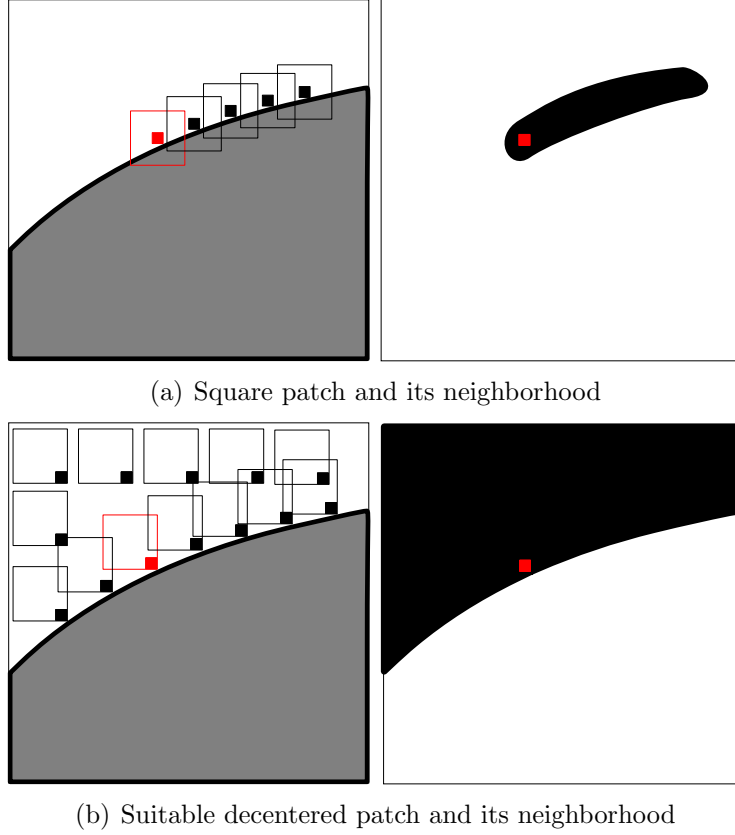 (a) Square patch and its neighborhood
(b) Suitable decentered patch and its neighborhood